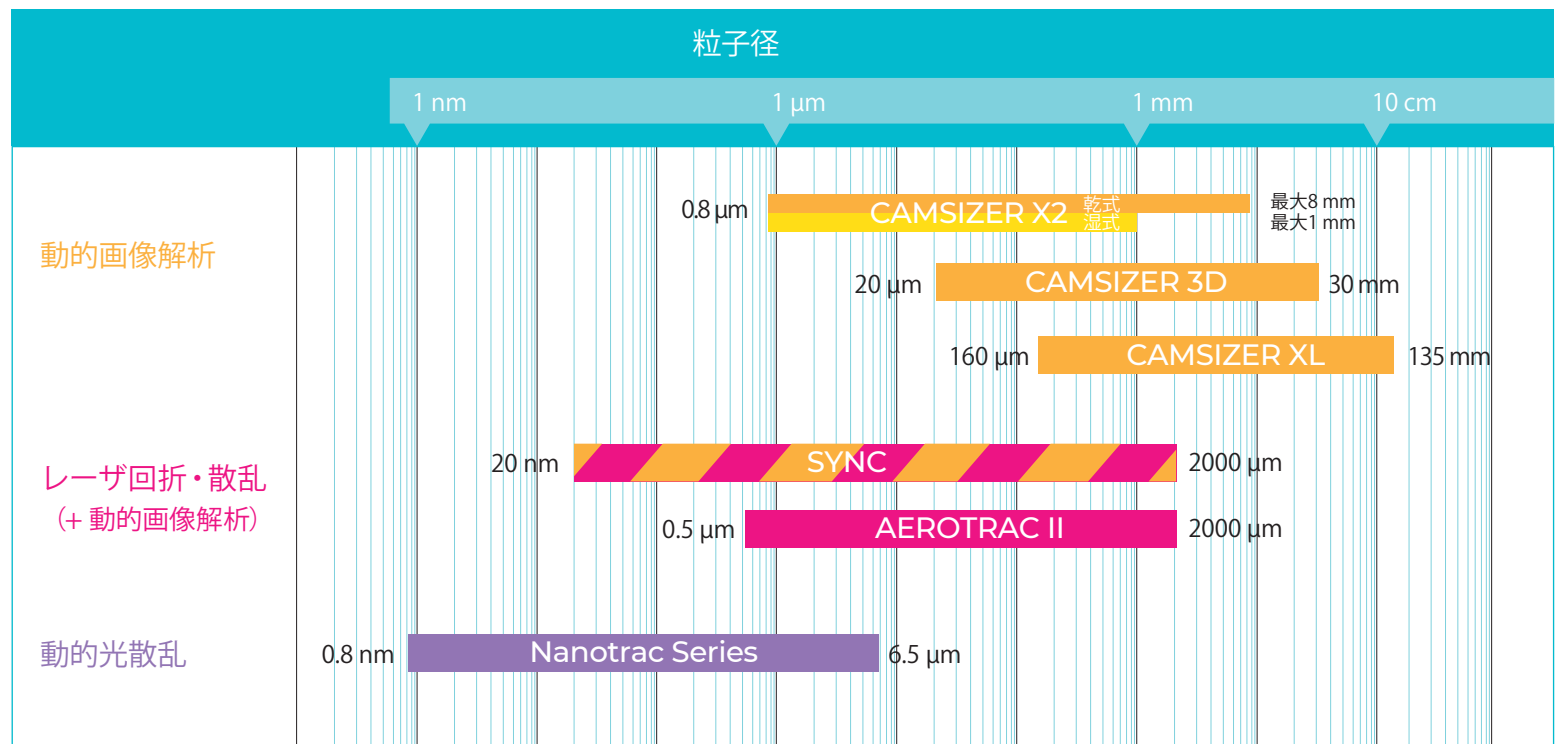 粒子径
1 nm
1 μm
1 mm
10 cm
動的画像解析
0.8 μm
CAMSIZER X2
乾式
湿式
最大8 mm
最大1 mm
20 μm
CAMSIZER 3D
30 mm
160 μm
CAMSIZER XL
135 mm
レーザ回折・散乱
（+ 動的画像解析）
20 nm
SYNC
2000 μm
0.5 μm
AEROTRAC II
2000 μm
動的光散乱
0.8 nm
Nanotrac Series
6.5 μm